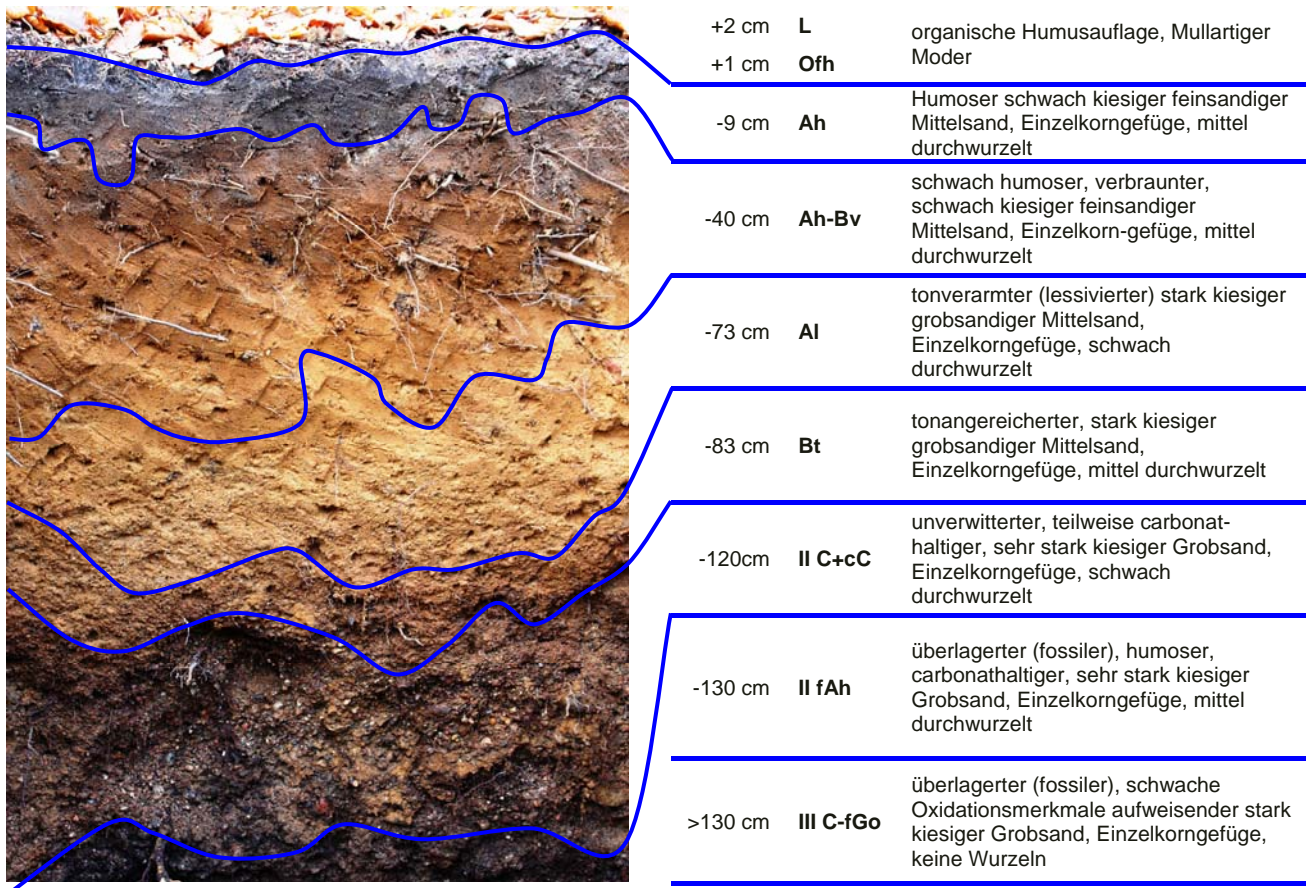 +2 cm L
+1 cm Ofh
organische Humusauflage, Mullartiger
Moder
-9 cm Ah
Humoser schwach kiesiger feinsandiger
Mittelsand, Einzelkorngefüge, mittel
durchwurzelt
-40 cm Ah-Bv
schwach humoser, verbraunter,
schwach kiesiger feinsandiger
Mittelsand, Einzelkorn-gefüge, mittel
durchwurzelt
-73 cm Al
tonverarmter (lessivierter) stark kiesiger
grobsandiger Mittelsand,
Einzelkorngefüge, schwach
durchwurzelt
-83 cm Bt
tonangereicherter, stark kiesiger
grobsandiger Mittelsand,
Einzelkorngefüge, mittel durchwurzelt
-120cm II C+cC
unverwitterter, teilweise carbonat-
haltiger, sehr stark kiesiger Grobsand,
Einzelkorngefüge, schwach
durchwurzelt
-130 cm II fAh
überlagerter (fossiler), humoser,
carbonathaltiger, sehr stark kiesiger
Grobsand, Einzelkorngefüge, mittel
durchwurzelt
>130 cm III C-fGo
überlagerter (fossiler), schwache
Oxidationsmerkmale aufweisender stark
kiesiger Grobsand, Einzelkorngefüge,
keine Wurzeln